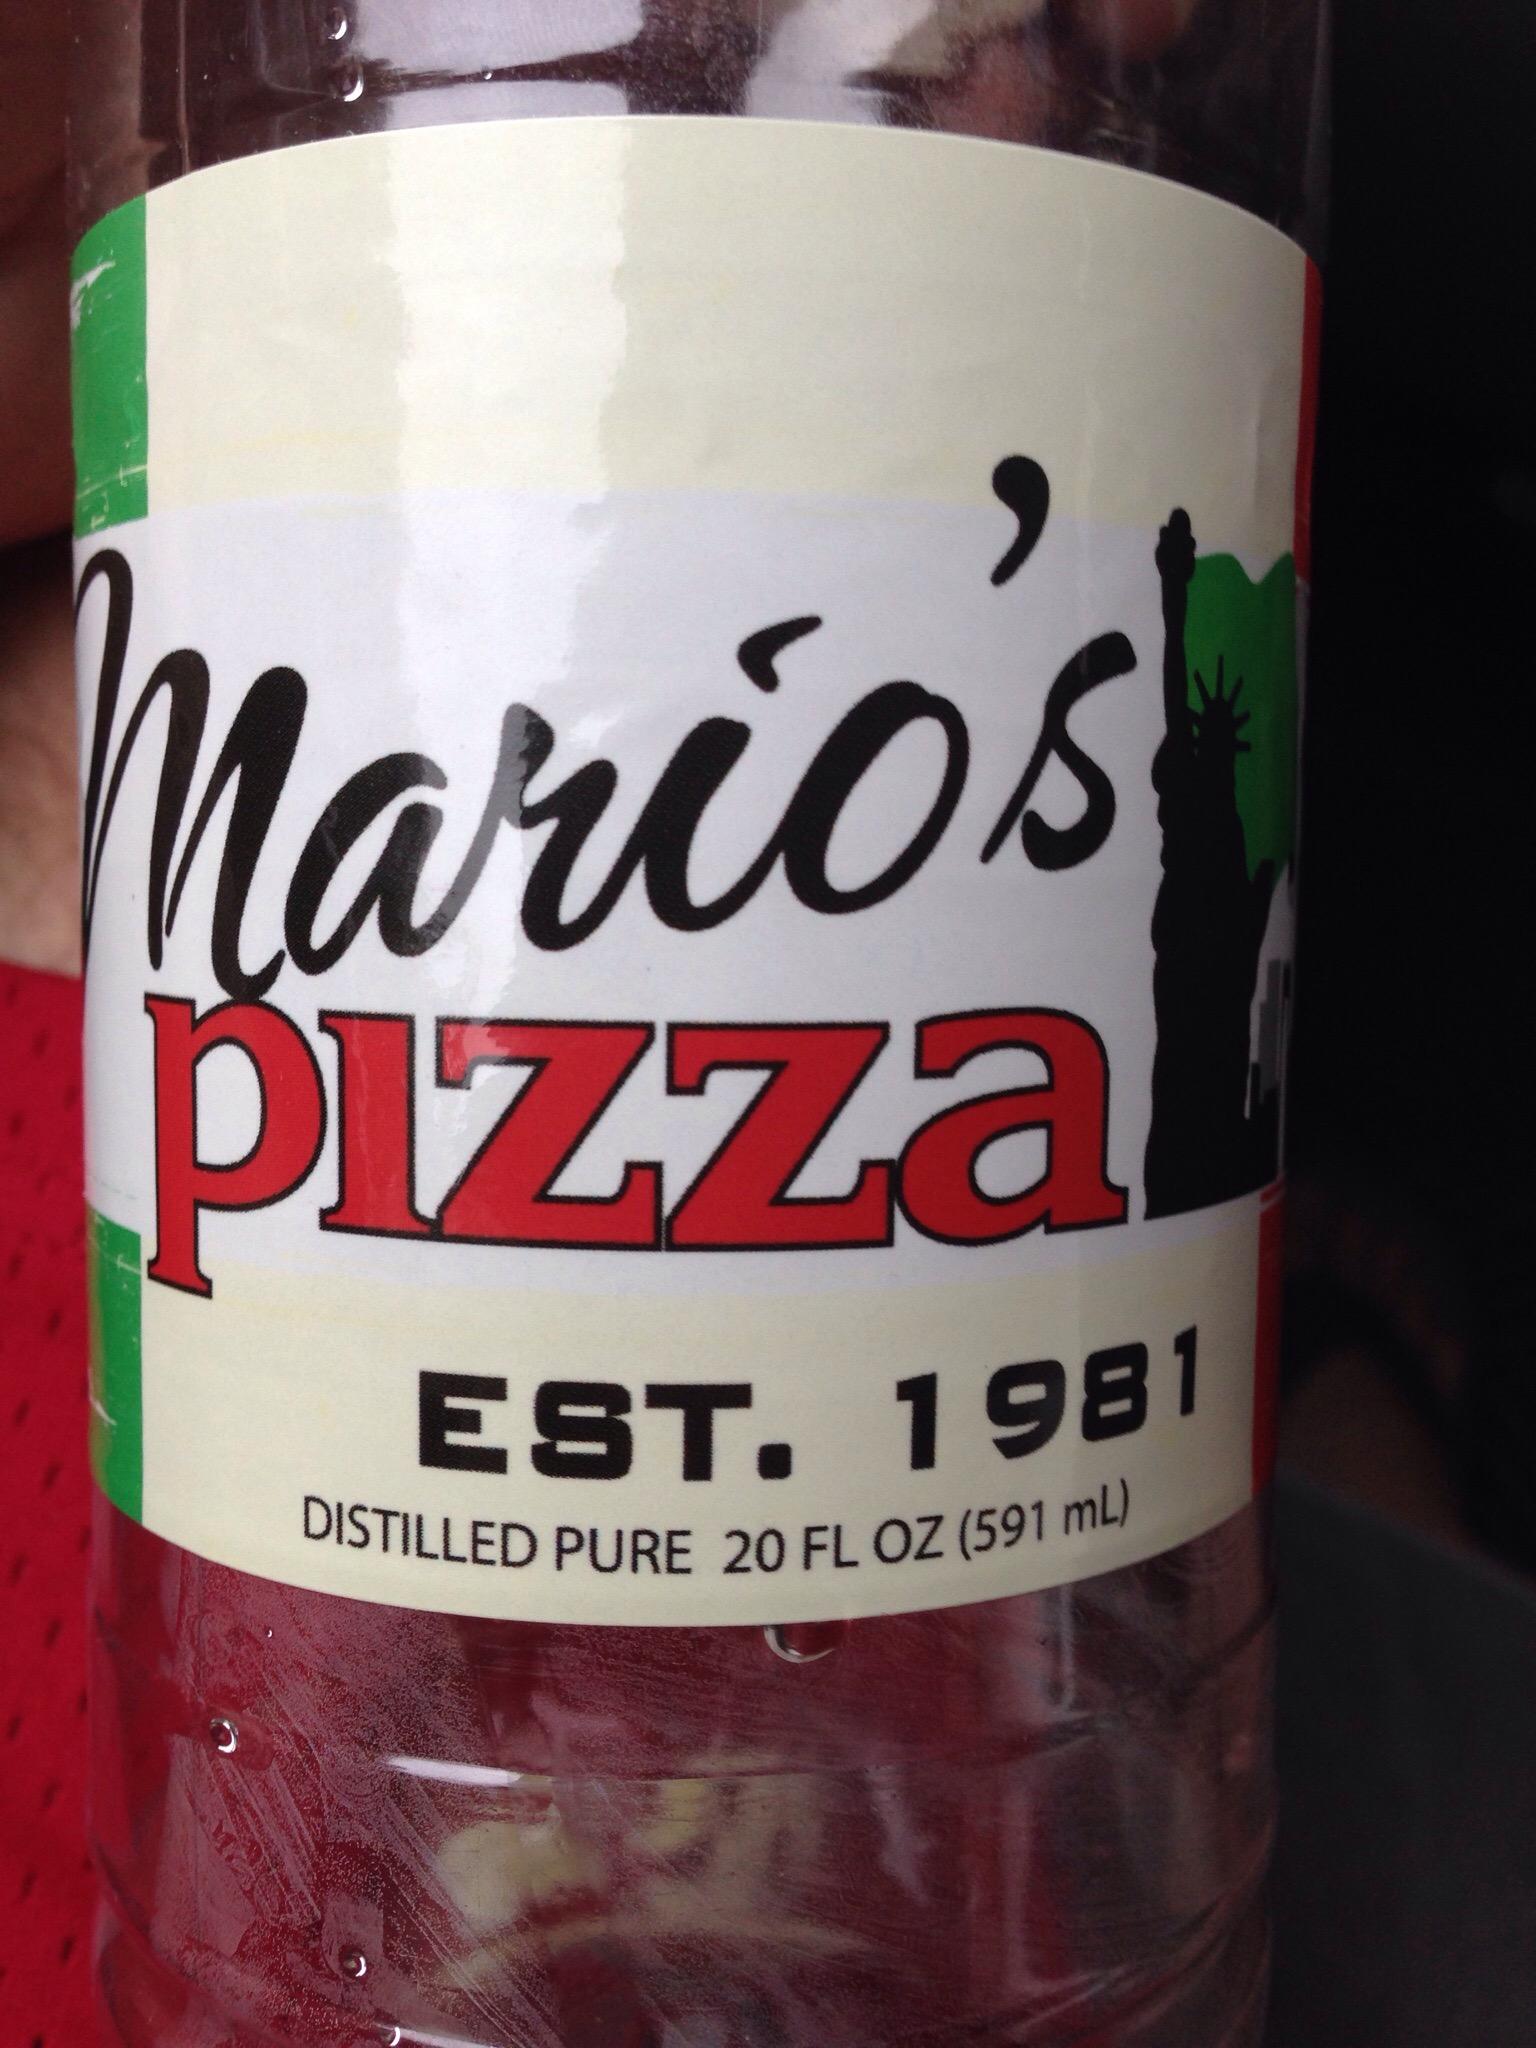 Mario's
pizza
EST. 1981
DISTILLED PURE 20 FL OZ (591 mL)